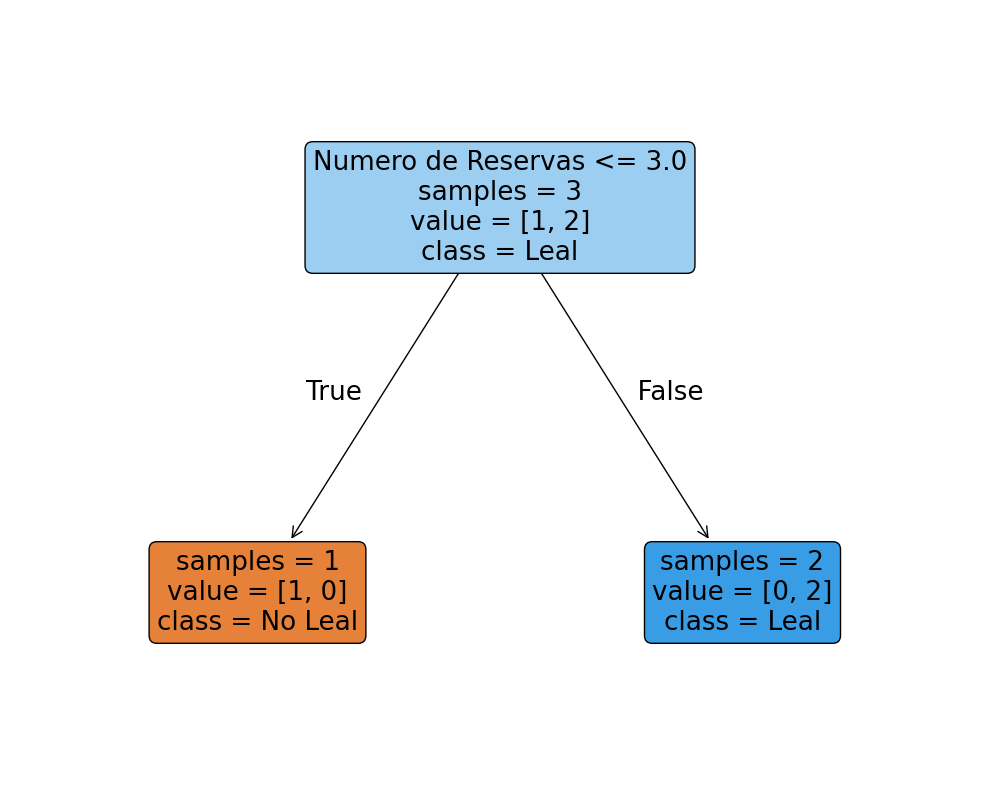 Numero de Reservas <= 3.0
samples = 3
value = [1, 2]
class = Leal
True
False
samples = 1
value = [1, 0]
class = No Leal
samples = 2
value = [0, 2]
class = Leal